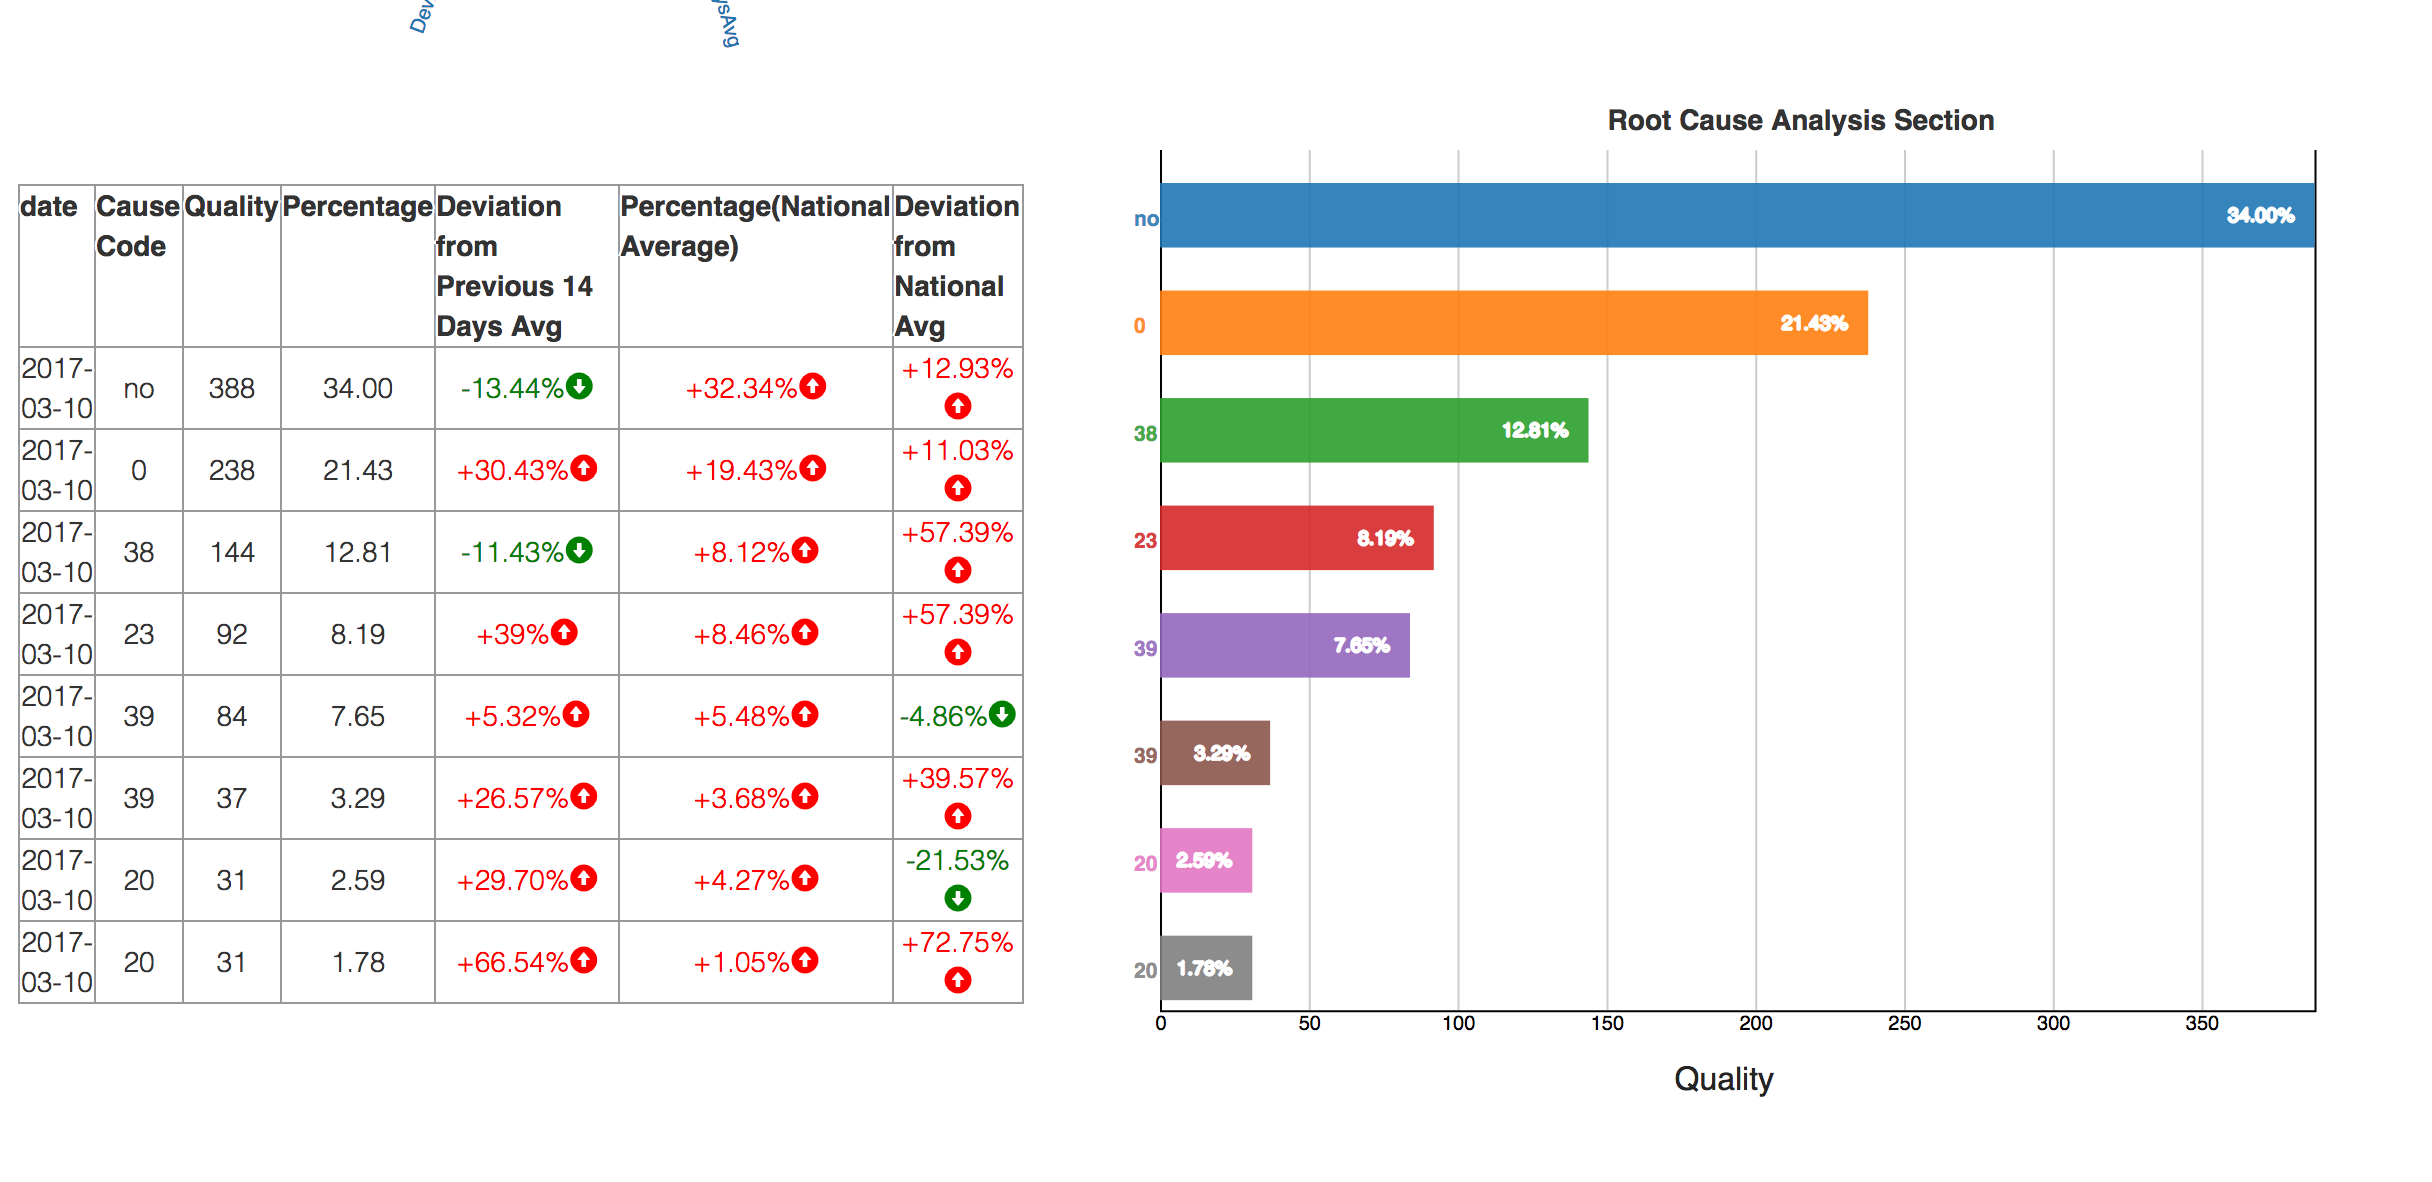 Dev
/sAvg
date Cause Quality Percentage Deviation Percentage(National Deviation
Code from Average) from
Previous 14 National
Days Avg Avg
2017-03-10 no 388 34.00 -13.44% +32.34% +12.93%
2017-03-10 0 238 21.43 +30.43% +19.43% +11.03%
2017-03-10 38 144 12.81 -11.43% +8.12% +57.39%
2017-03-10 23 92 8.19 +39% +8.46% +57.39%
2017-03-10 39 84 7.65 +5.32% +5.48% -4.86%
2017-03-10 39 37 3.29 +26.57% +3.68% +39.57%
2017-03-10 20 31 2.59 +29.70% +4.27% -21.53%
2017-03-10 20 31 1.78 +66.54% +1.05% +72.75%
Root Cause Analysis Section
no 34.00%
0 21.43%
38 12.81%
23 8.19%
39 7.65%
39 3.29%
20 2.59%
20 1.78%
0 50 100 150 200 250 300 350
Quality